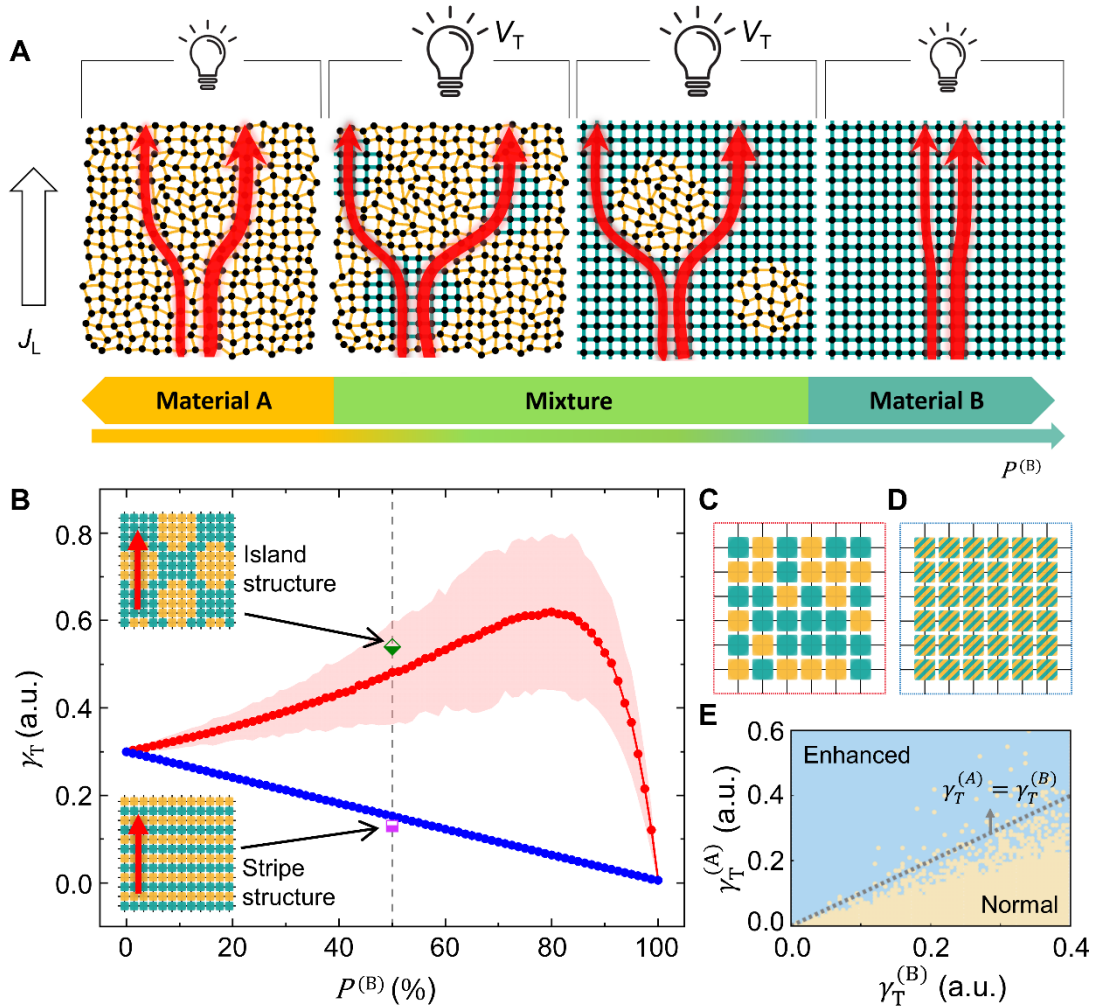 A
V_T
V_T
J_L
Material A
Mixture
Material B
P^(B)
B
γ_T (a.u.)
0.8
0.6
0.4
0.2
0.0
Island
structure
Stripe
structure
0
20
40
60
80
100
P^(B) (%)
C
D
E
γ_T^(A) (a.u.)
0.6
0.4
0.2
0.0
Enhanced
γ_T^(A) = γ_T^(B)
Normal
0.0
0.2
0.4
γ_T^(B) (a.u.)